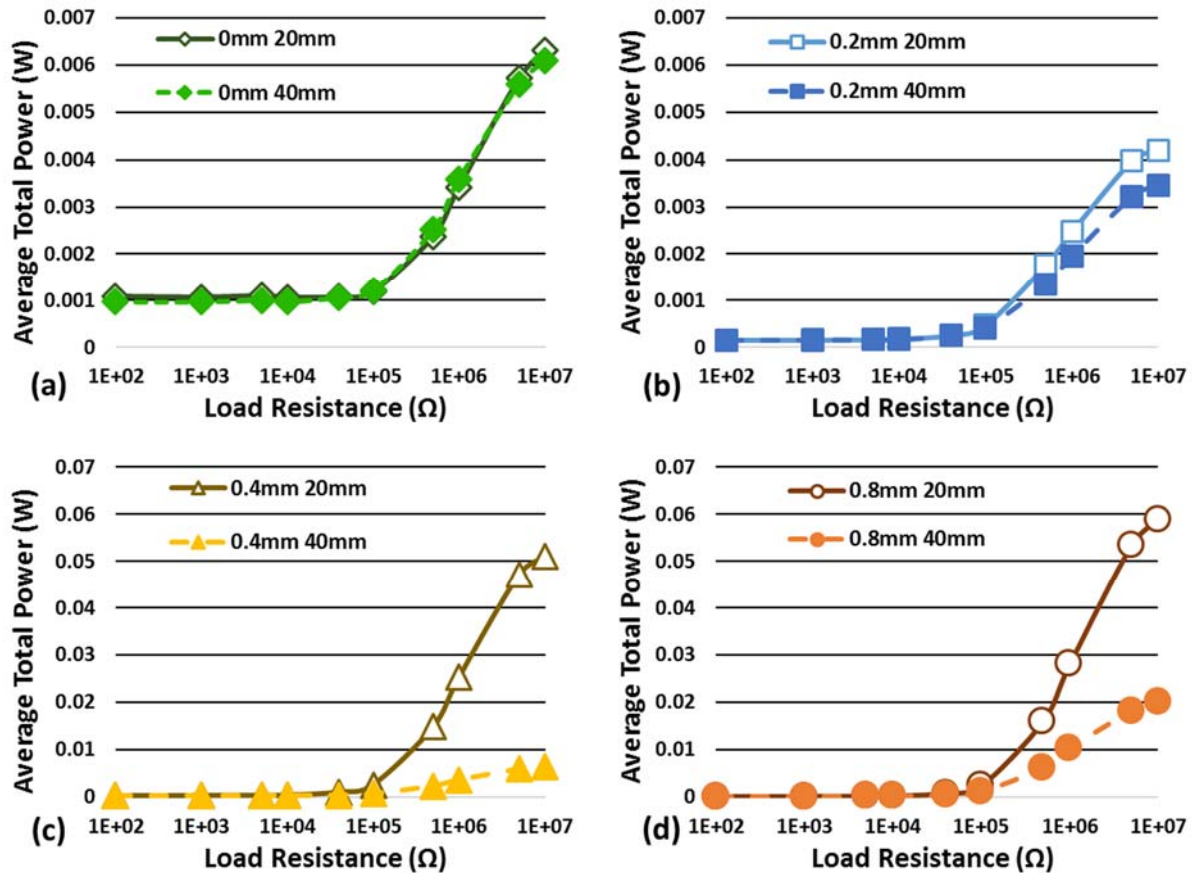 Average Total Power (W)
0.007
0.006
0.005
0.004
0.003
0.002
0.001
0
0mm 20mm
0mm 40mm
1E+02 1E+03 1E+04 1E+05 1E+06 1E+07
(a)
Load Resistance (Ω)
Average Total Power (W)
0.007
0.006
0.005
0.004
0.003
0.002
0.001
0
0.2mm 20mm
0.2mm 40mm
1E+02 1E+03 1E+04 1E+05 1E+06 1E+07
(b)
Load Resistance (Ω)
Average Total Power (W)
0.07
0.06
0.05
0.04
0.03
0.02
0.01
0
0.4mm 20mm
0.4mm 40mm
1E+02 1E+03 1E+04 1E+05 1E+06 1E+07
(c)
Load Resistance (Ω)
Average Total Power (W)
0.07
0.06
0.05
0.04
0.03
0.02
0.01
0
0.8mm 20mm
0.8mm 40mm
1E+02 1E+03 1E+04 1E+05 1E+06 1E+07
(d)
Load Resistance (Ω)